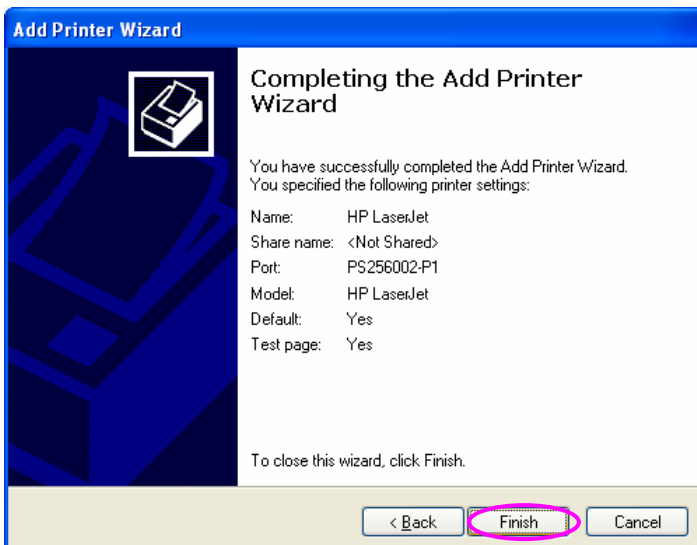 Add Printer Wizard
Completing the Add Printer
Wizard
You have successfully completed the Add Printer Wizard.
You specified the following printer settings:
Name: HP LaserJet
Share name: <Not Shared>
Port: PS256002-P1
Model: HP LaserJet
Default: Yes
Test page: Yes
To close this wizard, click Finish.
< Back Finish Cancel